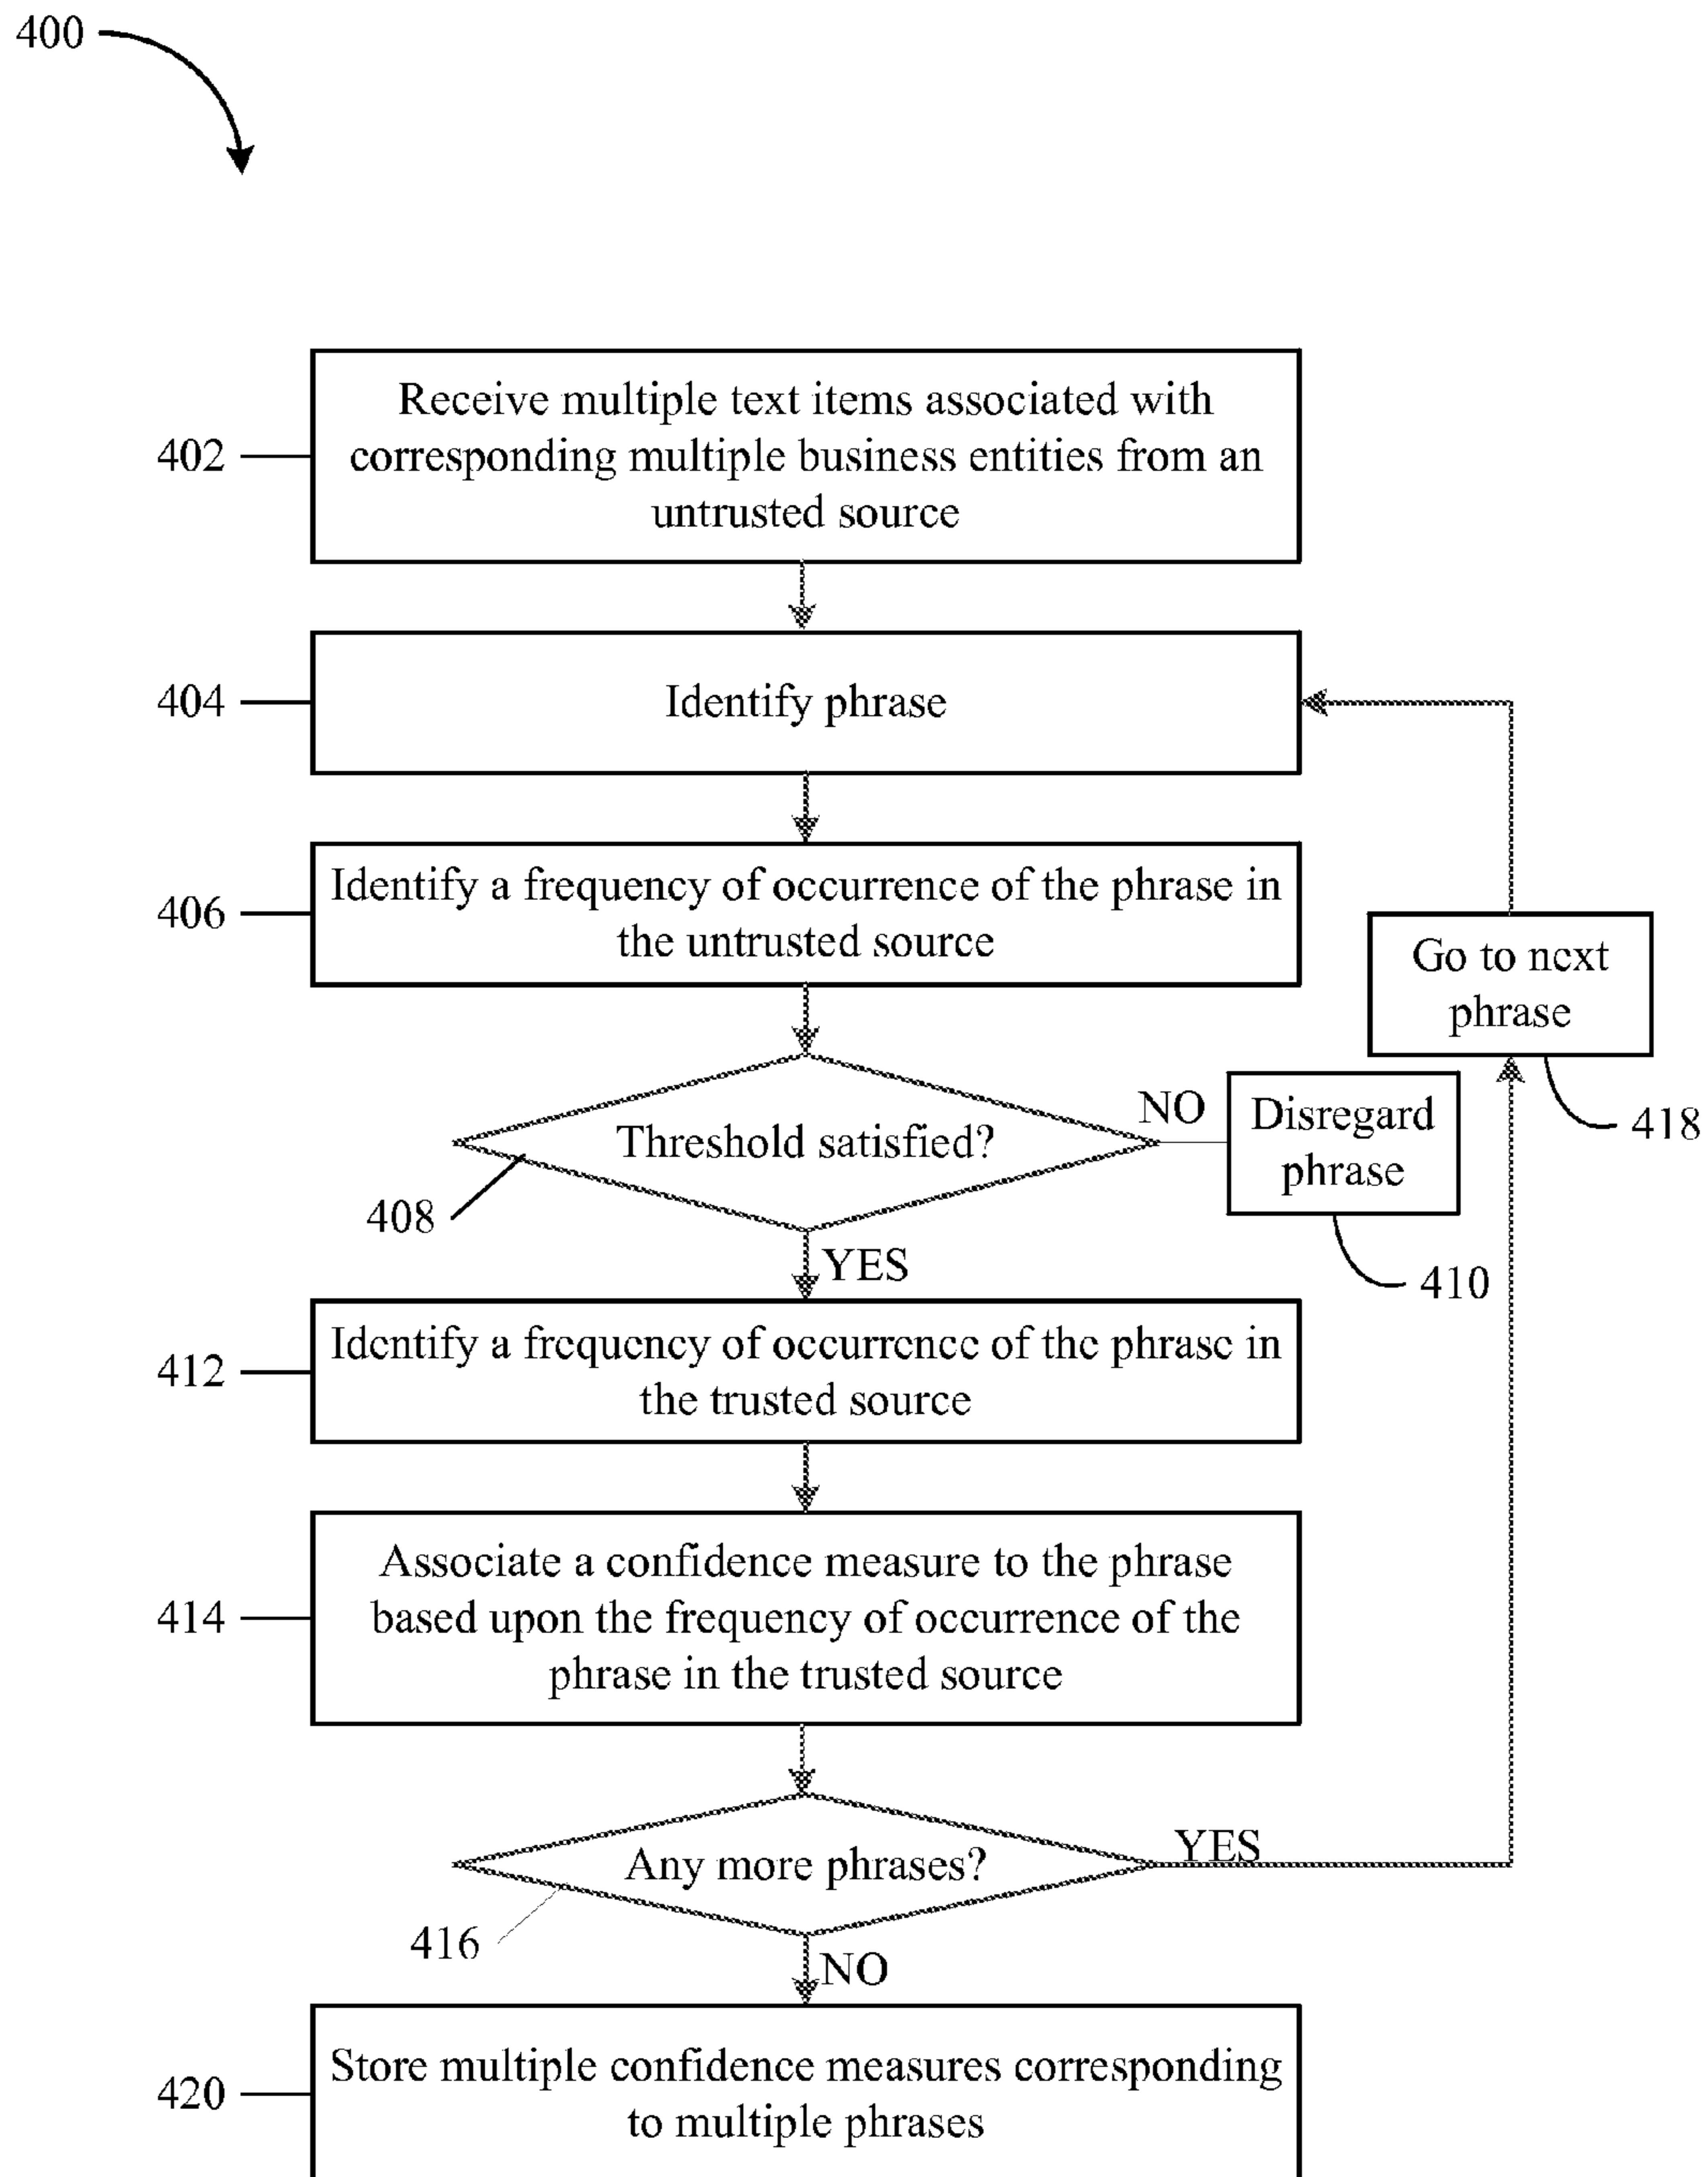 400
402
Receive multiple text items associated with
corresponding multiple business entities from an
untrusted source
404
Identify phrase
406
Identify a frequency of occurrence of the phrase in
the untrusted source
Go to next
phrase
418
Threshold satisfied?
408
NO
Disregard
phrase
410
YES
412
Identify a frequency of occurrence of the phrase in
the trusted source
414
Associate a confidence measure to the phrase
based upon the frequency of occurrence of the
phrase in the trusted source
Any more phrases?
YES
416
NO
420
Store multiple confidence measures corresponding
to multiple phrases